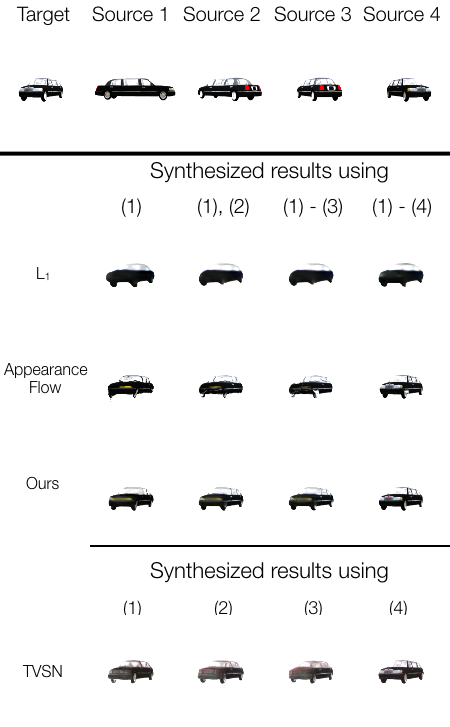 Target Source 1 Source 2 Source 3 Source 4
Synthesized results using
(1) (1), (2) (1) - (3) (1) - (4)
L₁
Appearance
Flow
Ours
Synthesized results using
(1) (2) (3) (4)
TVSN